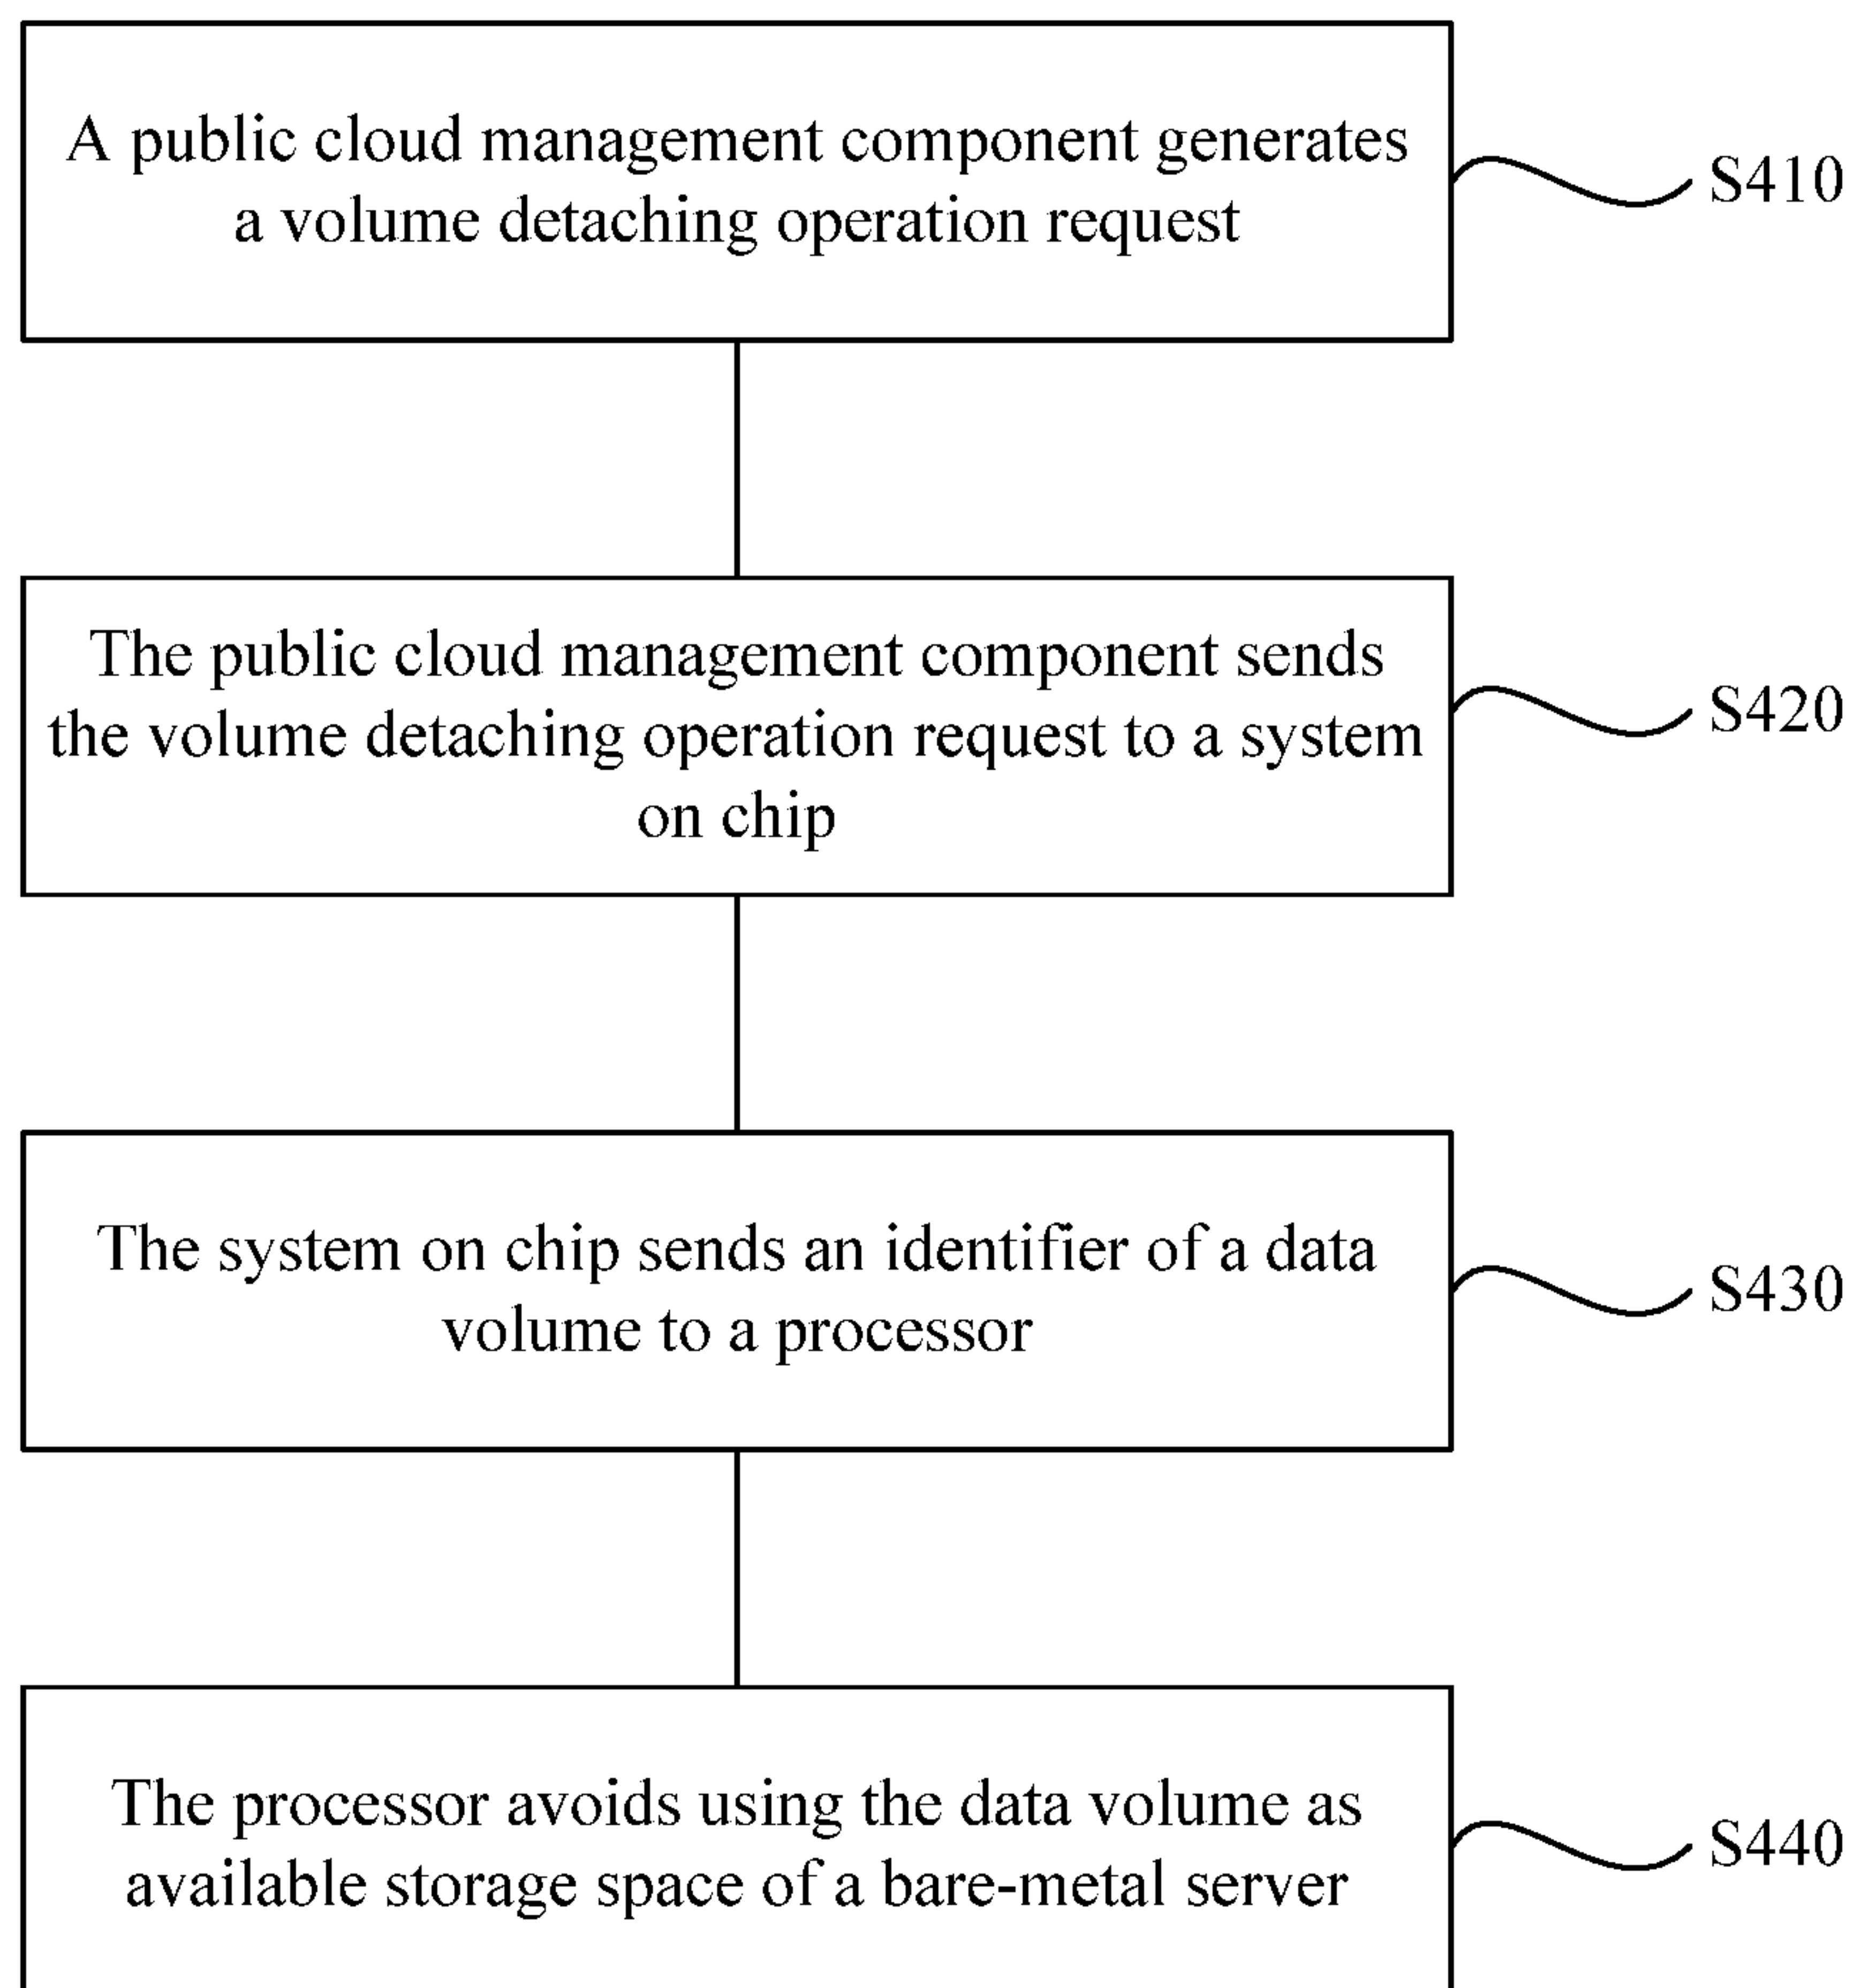 A public cloud management component generates
a volume detaching operation request
S410
The public cloud management component sends
the volume detaching operation request to a system
on chip
S420
The system on chip sends an identifier of a data
volume to a processor
S430
The processor avoids using the data volume as
available storage space of a bare-metal server
S440